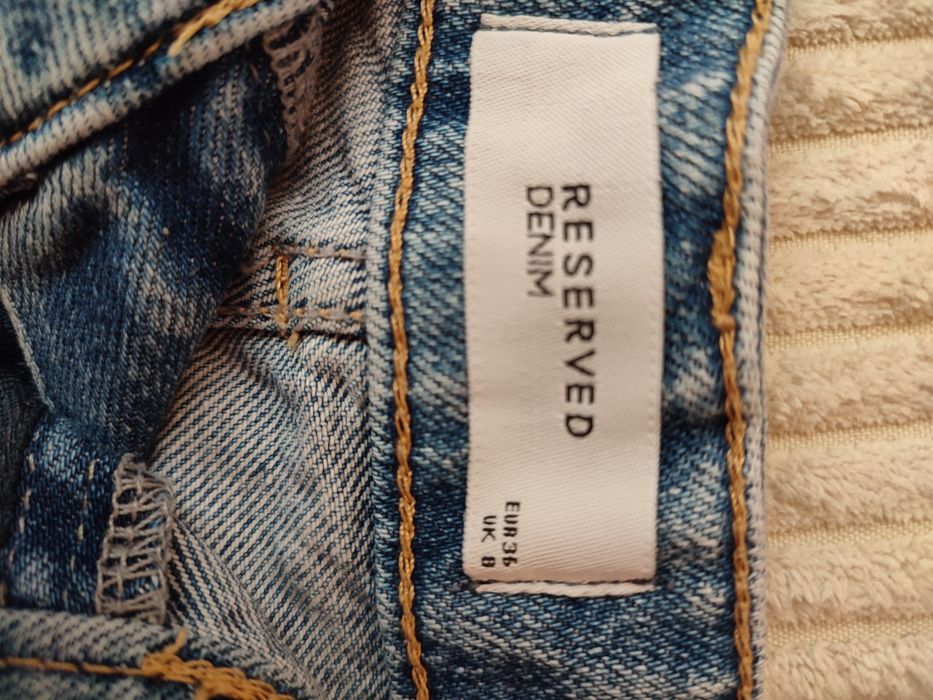 RESERVED
DENIM
EUR 36
UK 8